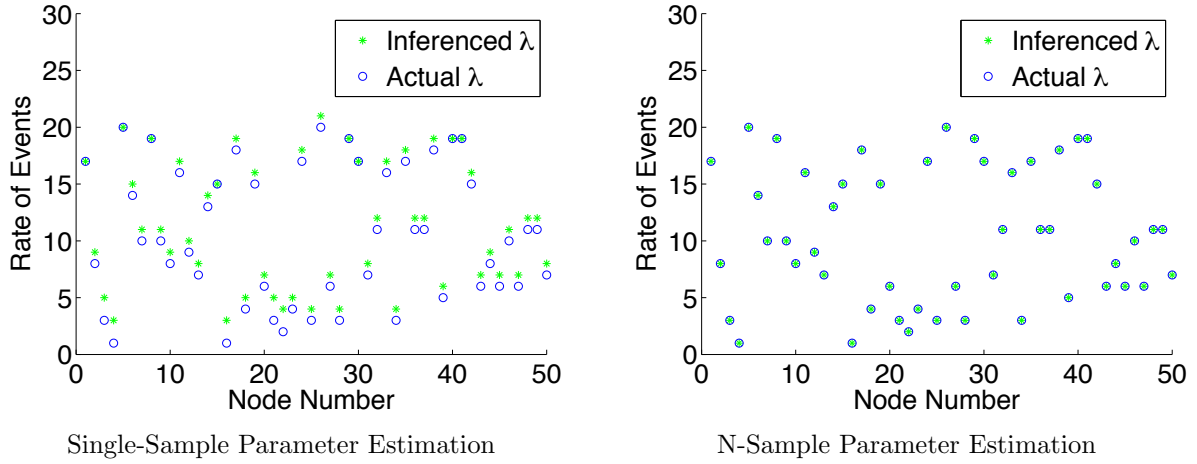 30
25
20
15
10
5
0
Rate of Events
Inferenced λ
Actual λ
0 10 20 30 40 50
Node Number
Single-Sample Parameter Estimation
30
25
20
15
10
5
0
Rate of Events
Inferenced λ
Actual λ
0 10 20 30 40 50
Node Number
N-Sample Parameter Estimation